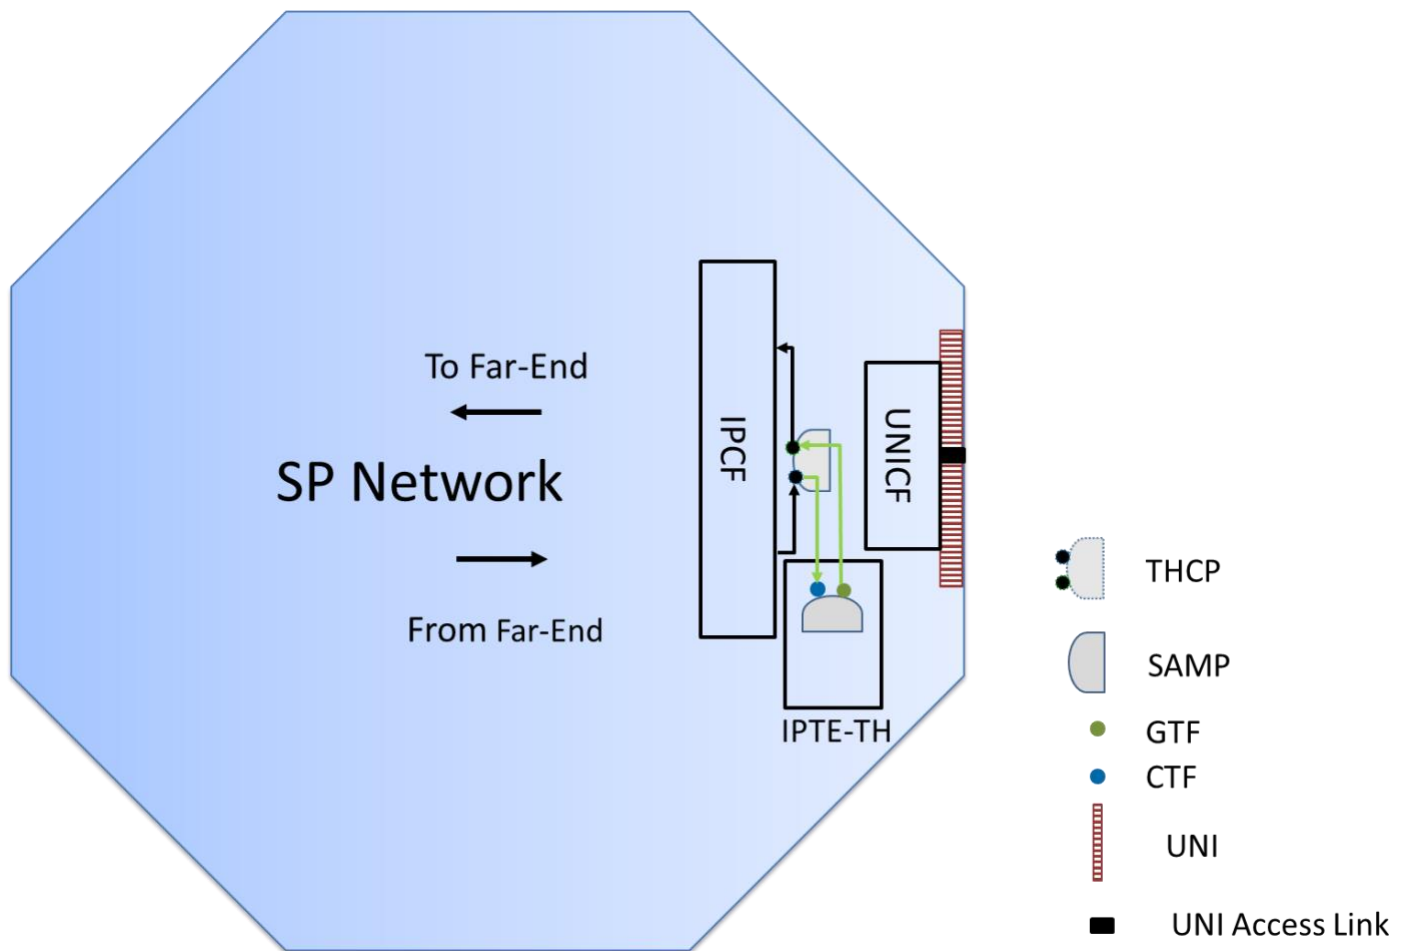 To Far-End
SP Network
From Far-End
IPCF
UNICF
IPTE-TH
THCP
SAMP
GTF
CTF
UNI
UNI Access Link